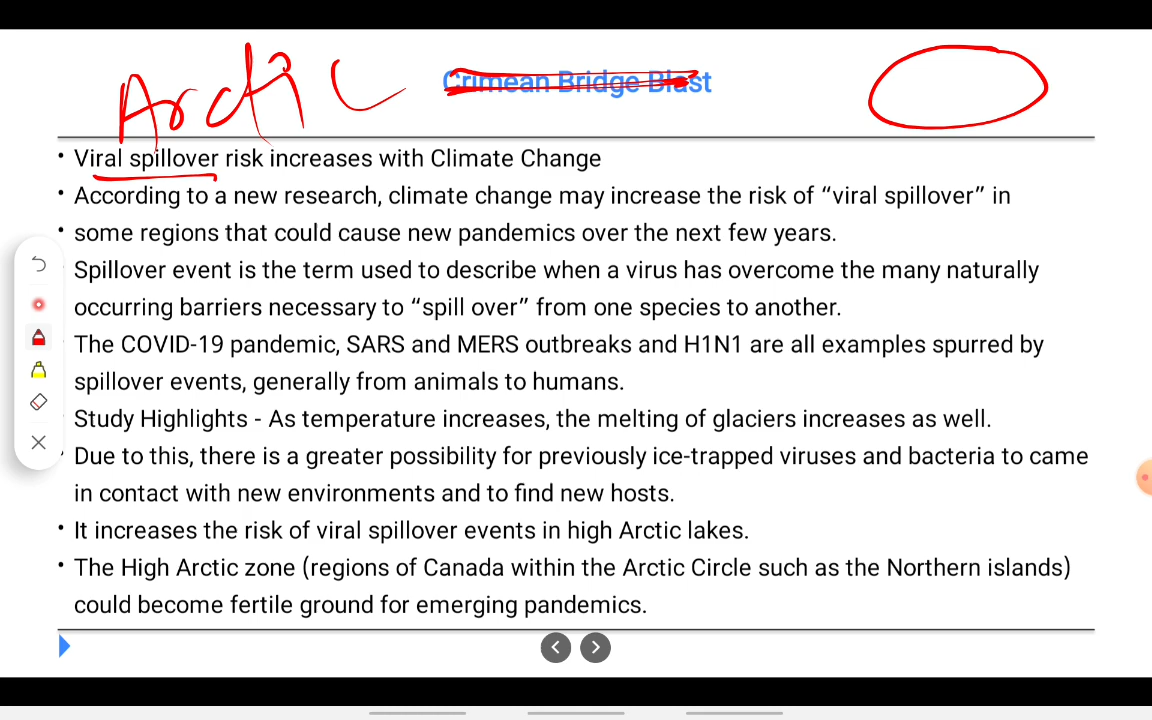 Arctic
Crimean Bridge Blast
• Viral spillover risk increases with Climate Change
• According to a new research, climate change may increase the risk of “viral spillover” in
• some regions that could cause new pandemics over the next few years.
Spillover event is the term used to describe when a virus has overcome the many naturally
occurring barriers necessary to “spill over” from one species to another.
The COVID-19 pandemic, SARS and MERS outbreaks and H1N1 are all examples spurred by
spillover events, generally from animals to humans.
Study Highlights - As temperature increases, the melting of glaciers increases as well.
Due to this, there is a greater possibility for previously ice-trapped viruses and bacteria to came
in contact with new environments and to find new hosts.
• It increases the risk of viral spillover events in high Arctic lakes.
• The High Arctic zone (regions of Canada within the Arctic Circle such as the Northern islands)
could become fertile ground for emerging pandemics.